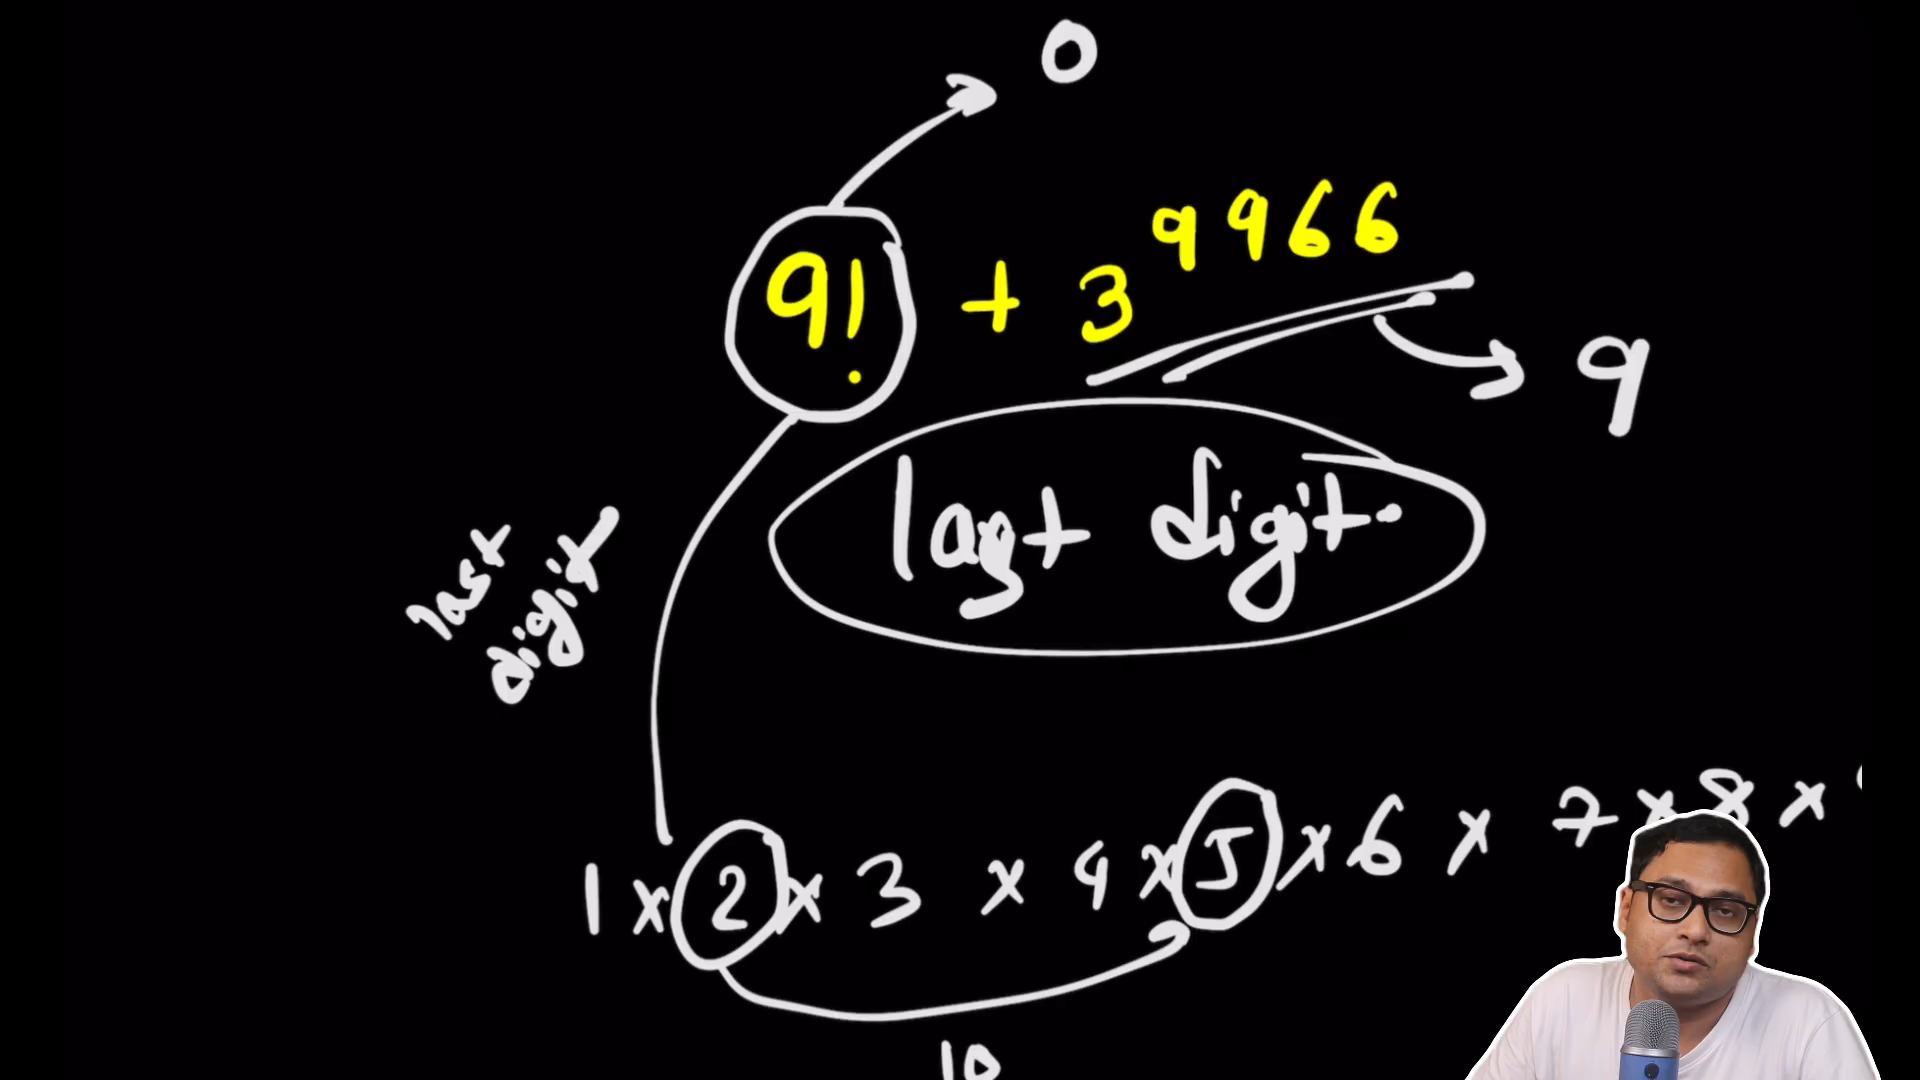 0
9! + 3^9966
9
last digit.
last
digit
1 x 2 x 3 x 4 x 5 x 6 x 7 x 8 x
10